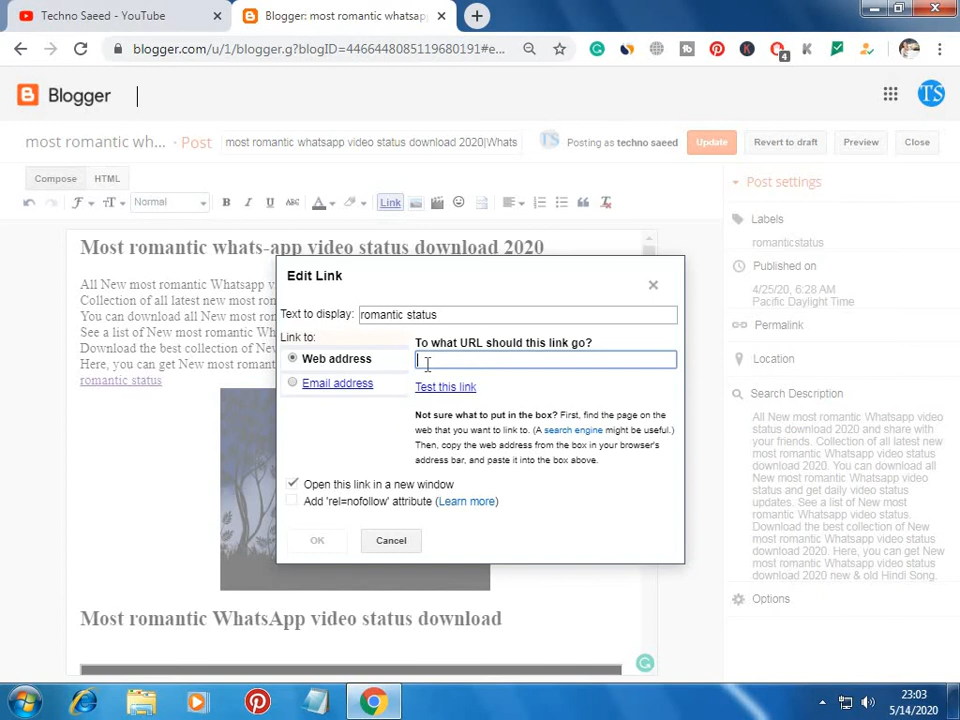 Techno Saeed - YouTube
Blogger: most romantic whatsap
blogger.com/u/1/blogger.g?blogID=4466448085119680191#e...
4
Blogger
TS
most romantic wh... · Post
most romantic whatsapp video status download 2020|Whats
TS
Posting as techno saeed
Update
Revert to draft
Preview
Close
Compose
HTML
Normal
B I U ABC A Link
Post settings
Labels
romanticstatus
Published on
4/25/20, 6:28 AM
Pacific Daylight Time
Permalink
Location
Search Description
All New most romantic Whatsapp video
status download 2020 and share with
your friends. Collection of all latest new
most romantic Whatsapp video status
download 2020. You can download all
New most romantic Whatsapp video
status and get daily video status
updates. See a list of New most
romantic Whatsapp video status.
Download the best collection of New
most romantic Whatsapp video status
download 2020. Here, you can get New
most romantic Whatsapp video status
download 2020 new & old Hindi Song.
Options
Most romantic whats-app video status download 2020
All New most romantic Whatsapp
Collection of all latest new most rom
You can download all New most rom
See a list of New most romantic Wh
Download the best collection of New
Here, you can get New most romant
romantic status
Most romantic WhatsApp video status download
Edit Link
Text to display: romantic status
Link to:
Web address
Email address
To what URL should this link go?
Test this link
Not sure what to put in the box? First, find the page on the
web that you want to link to. (A search engine might be useful.)
Then, copy the web address from the box in your browser's
address bar, and paste it into the box above.
Open this link in a new window
Add 'rel=nofollow' attribute (Learn more)
OK
Cancel
23:03
5/14/2020